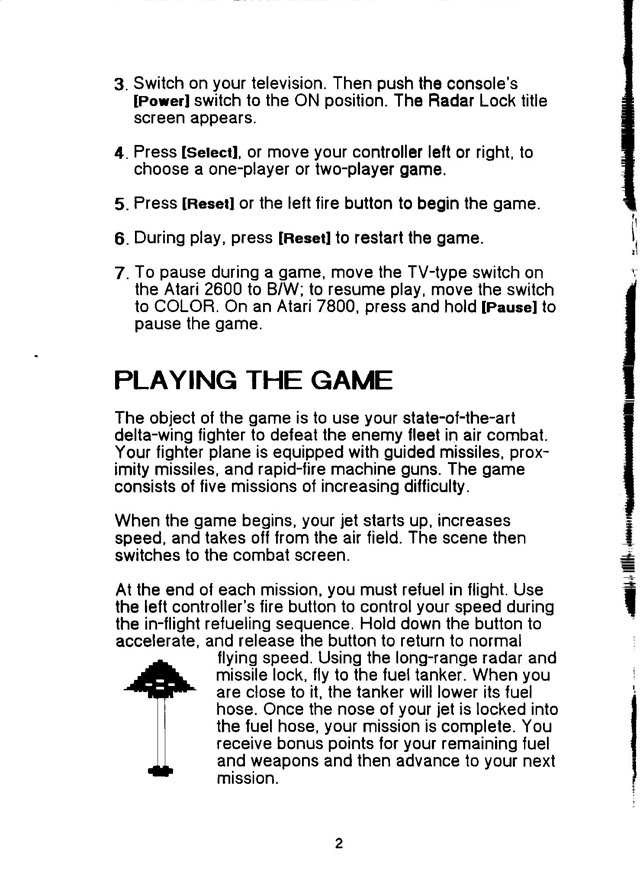 3. Switch on your television. Then push the console's
[Power] switch to the ON position. The Radar Lock title
screen appears.
4. Press [Select], or move your controller left or right, to
choose a one-player or two-player game.
5. Press [Reset] or the left fire button to begin the game.
6. During play, press [Reset] to restart the game.
7. To pause during a game, move the TV-type switch on
the Atari 2600 to B/W; to resume play, move the switch
to COLOR. On an Atari 7800, press and hold [Pause] to
pause the game.
PLAYING THE GAME
The object of the game is to use your state-of-the-art
delta-wing fighter to defeat the enemy fleet in air combat.
Your fighter plane is equipped with guided missiles, prox-
imity missiles, and rapid-fire machine guns. The game
consists of five missions of increasing difficulty.
When the game begins, your jet starts up, increases
speed, and takes off from the air field. The scene then
switches to the combat screen.
At the end of each mission, you must refuel in flight. Use
the left controller's fire button to control your speed during
the in-flight refueling sequence. Hold down the button to
accelerate, and release the button to return to normal
flying speed. Using the long-range radar and
missile lock, fly to the fuel tanker. When you
are close to it, the tanker will lower its fuel
hose. Once the nose of your jet is locked into
the fuel hose, your mission is complete. You
receive bonus points for your remaining fuel
and weapons and then advance to your next
mission.
2